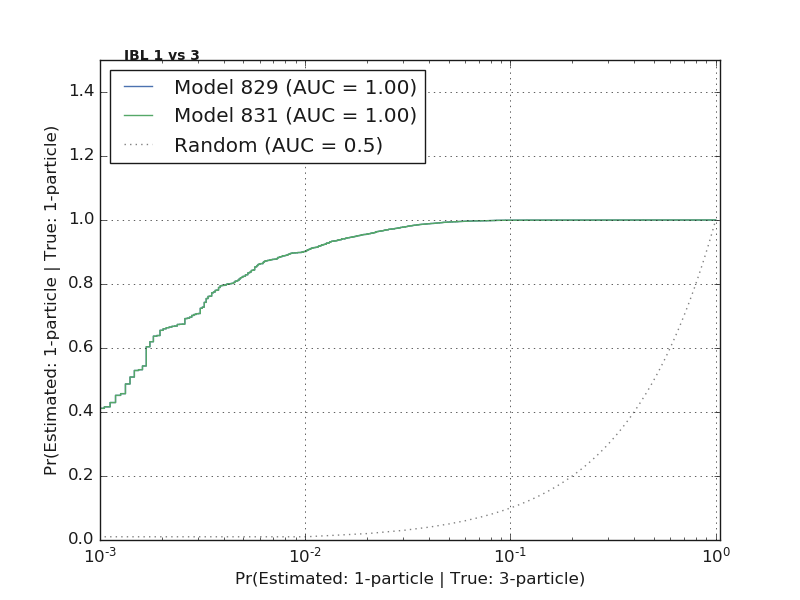 IBL 1 vs 3
Model 829 (AUC = 1.00)
Model 831 (AUC = 1.00)
Random (AUC = 0.5)
1.4
1.2
1.0
0.8
0.6
0.4
0.2
0.0
Pr(Estimated: 1-particle | True: 1-particle)
10^-3 10^-2 10^-1 10^0
Pr(Estimated: 1-particle | True: 3-particle)